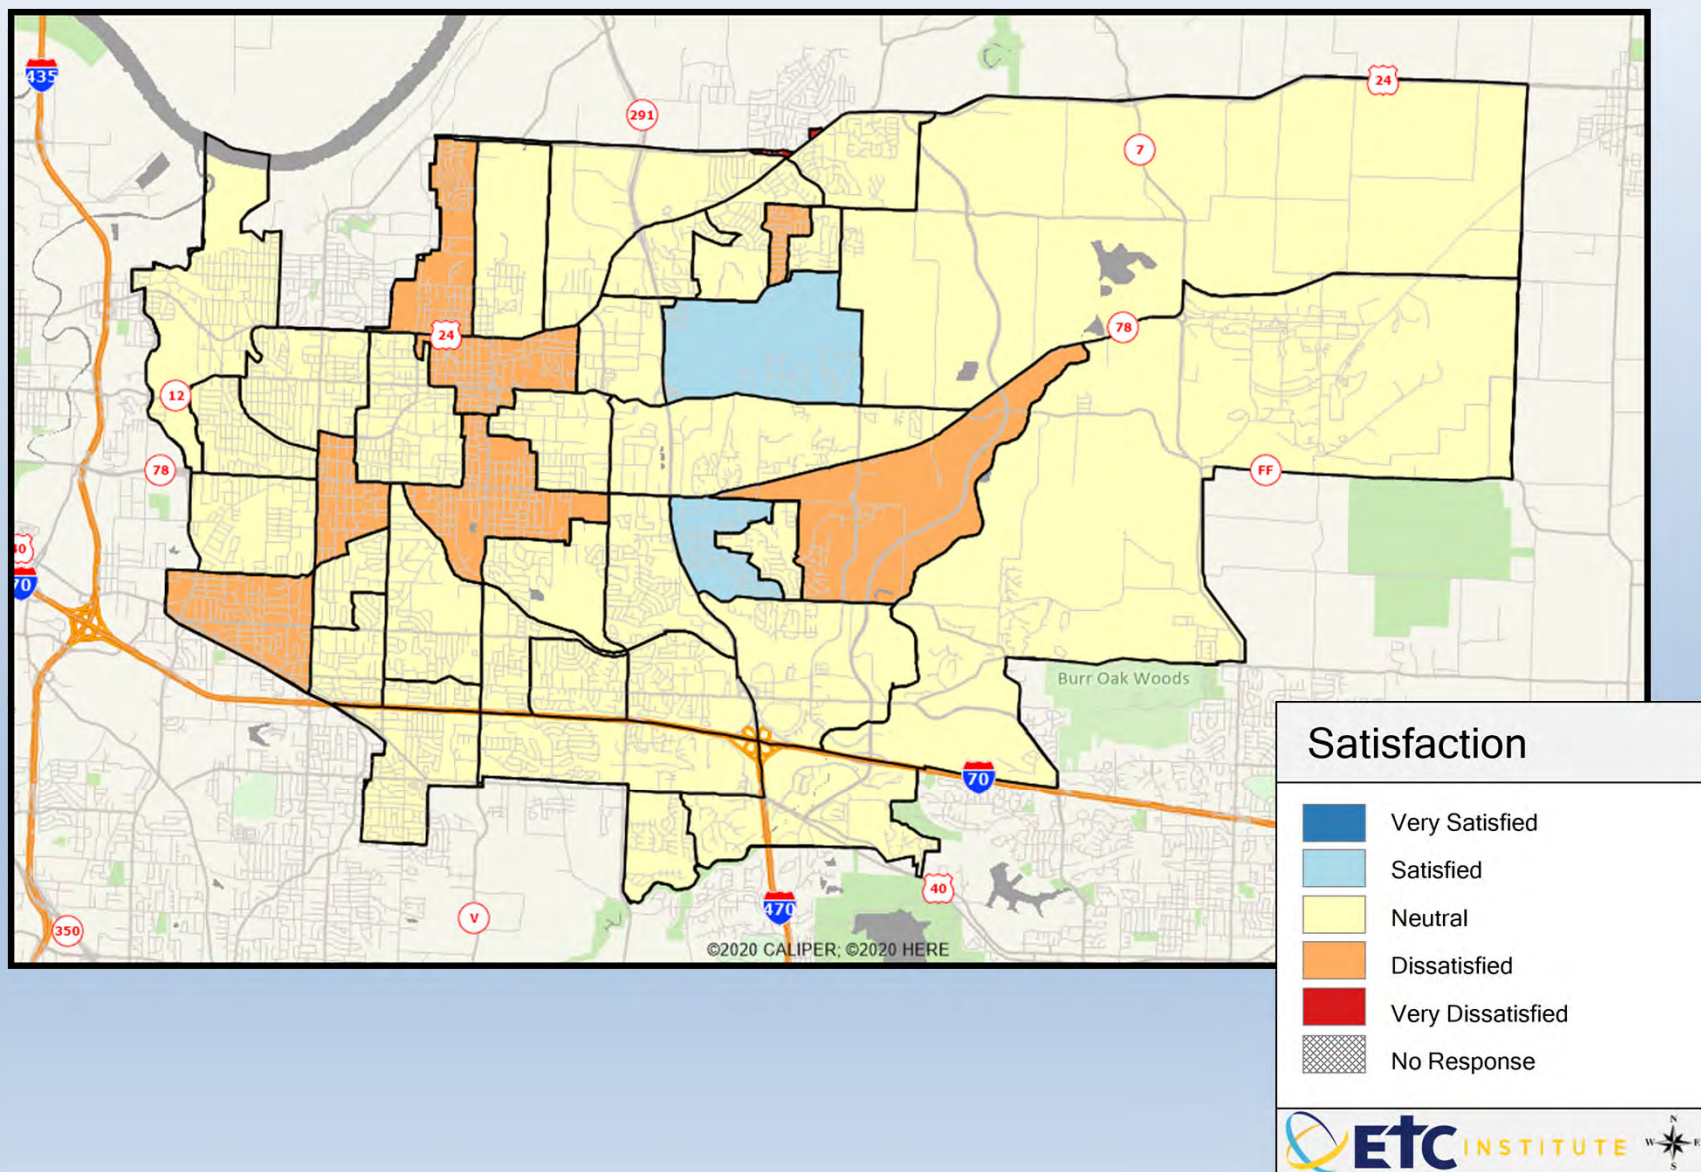 435
24
291
7
24
78
12
78
FF
40
70
Burr Oak Woods
70
40
470
V
350
©2020 CALIPER; ©2020 HERE
Satisfaction
Very Satisfied
Satisfied
Neutral
Dissatisfied
Very Dissatisfied
No Response
ETC INSTITUTE
N
W E
S